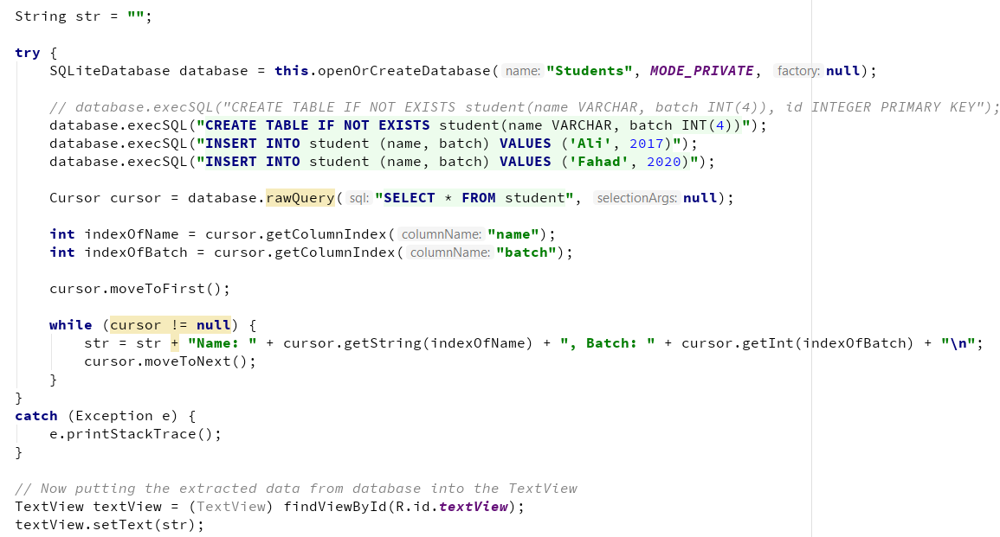 String str = "";
try {
SQLiteDatabase database = this.openOrCreateDatabase( name: "Students", MODE_PRIVATE, factory: null);
// database.execSQL("CREATE TABLE IF NOT EXISTS student(name VARCHAR, batch INT(4)), id INTEGER PRIMARY KEY");
database.execSQL("CREATE TABLE IF NOT EXISTS student(name VARCHAR, batch INT(4))");
database.execSQL("INSERT INTO student (name, batch) VALUES ('Ali', 2017)");
database.execSQL("INSERT INTO student (name, batch) VALUES ('Fahad', 2020)");
Cursor cursor = database.rawQuery( sql: "SELECT * FROM student", selectionArgs: null);
int indexOfName = cursor.getColumnIndex( columnName: "name");
int indexOfBatch = cursor.getColumnIndex( columnName: "batch");
cursor.moveToFirst();
while (cursor != null) {
str = str + "Name: " + cursor.getString(indexOfName) + ", Batch: " + cursor.getInt(indexOfBatch) + "\n";
cursor.moveToNext();
}
}
catch (Exception e) {
e.printStackTrace();
}
// Now putting the extracted data from database into the TextView
TextView textView = (TextView) findViewById(R.id.textView);
textView.setText(str);